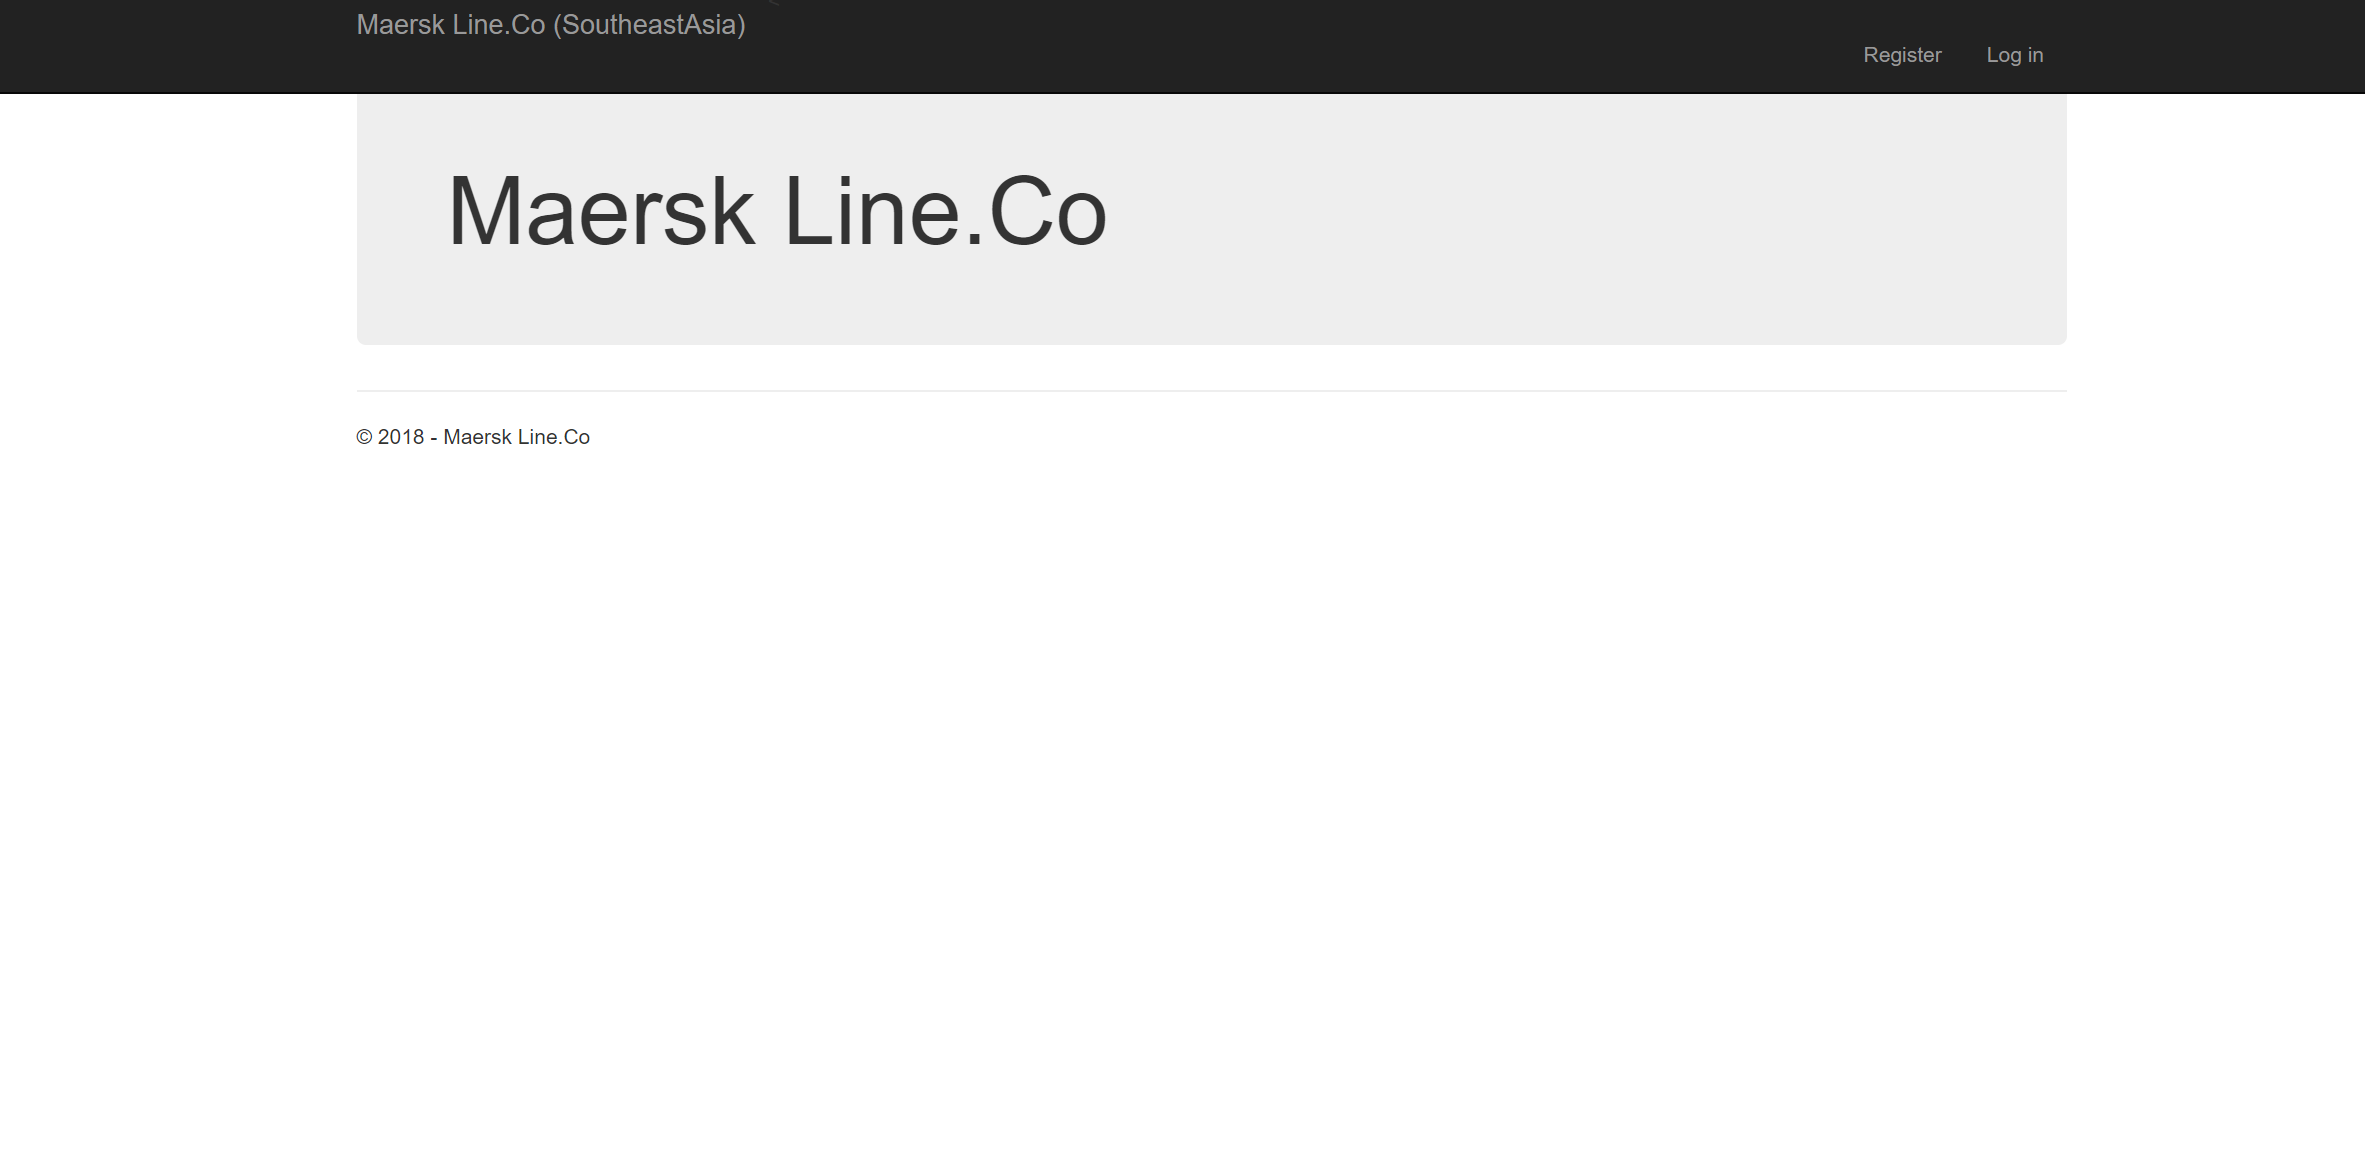 Maersk Line.Co (SoutheastAsia)
Register Log in
Maersk Line.Co
© 2018 - Maersk Line.Co